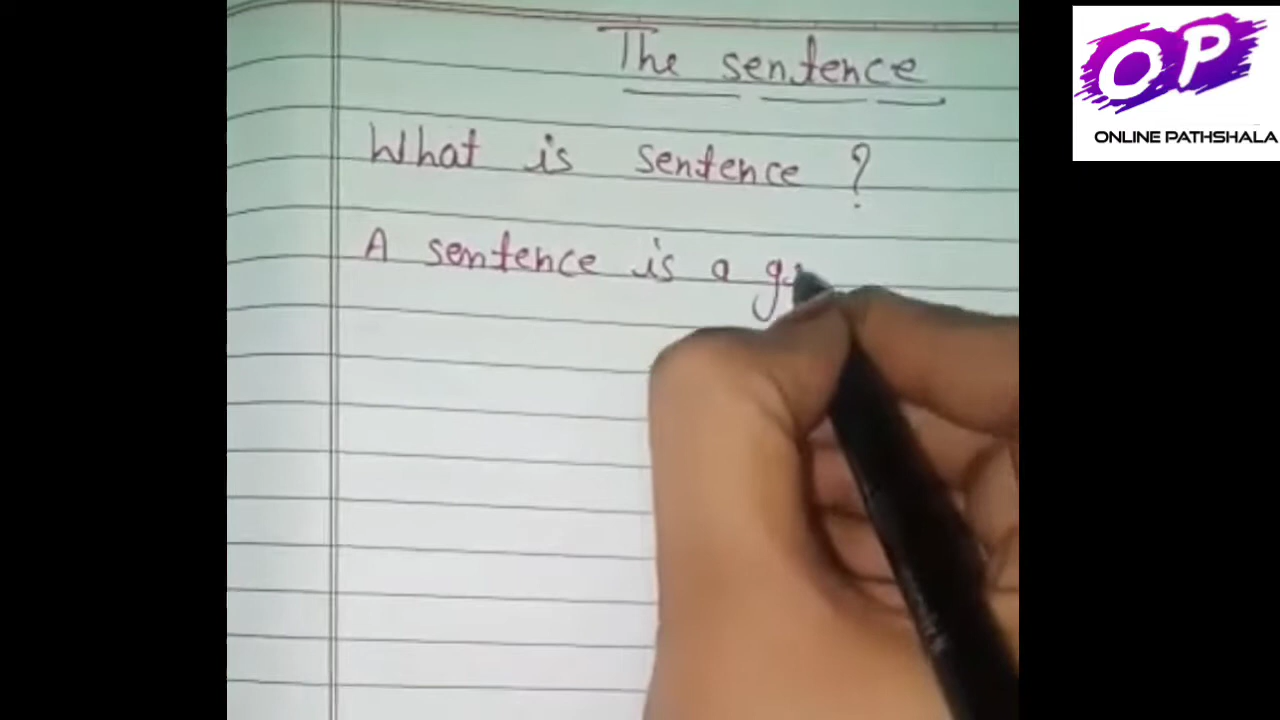 The sentence
What is sentence ?
A sentence is a
OP
ONLINE PATHSHALA